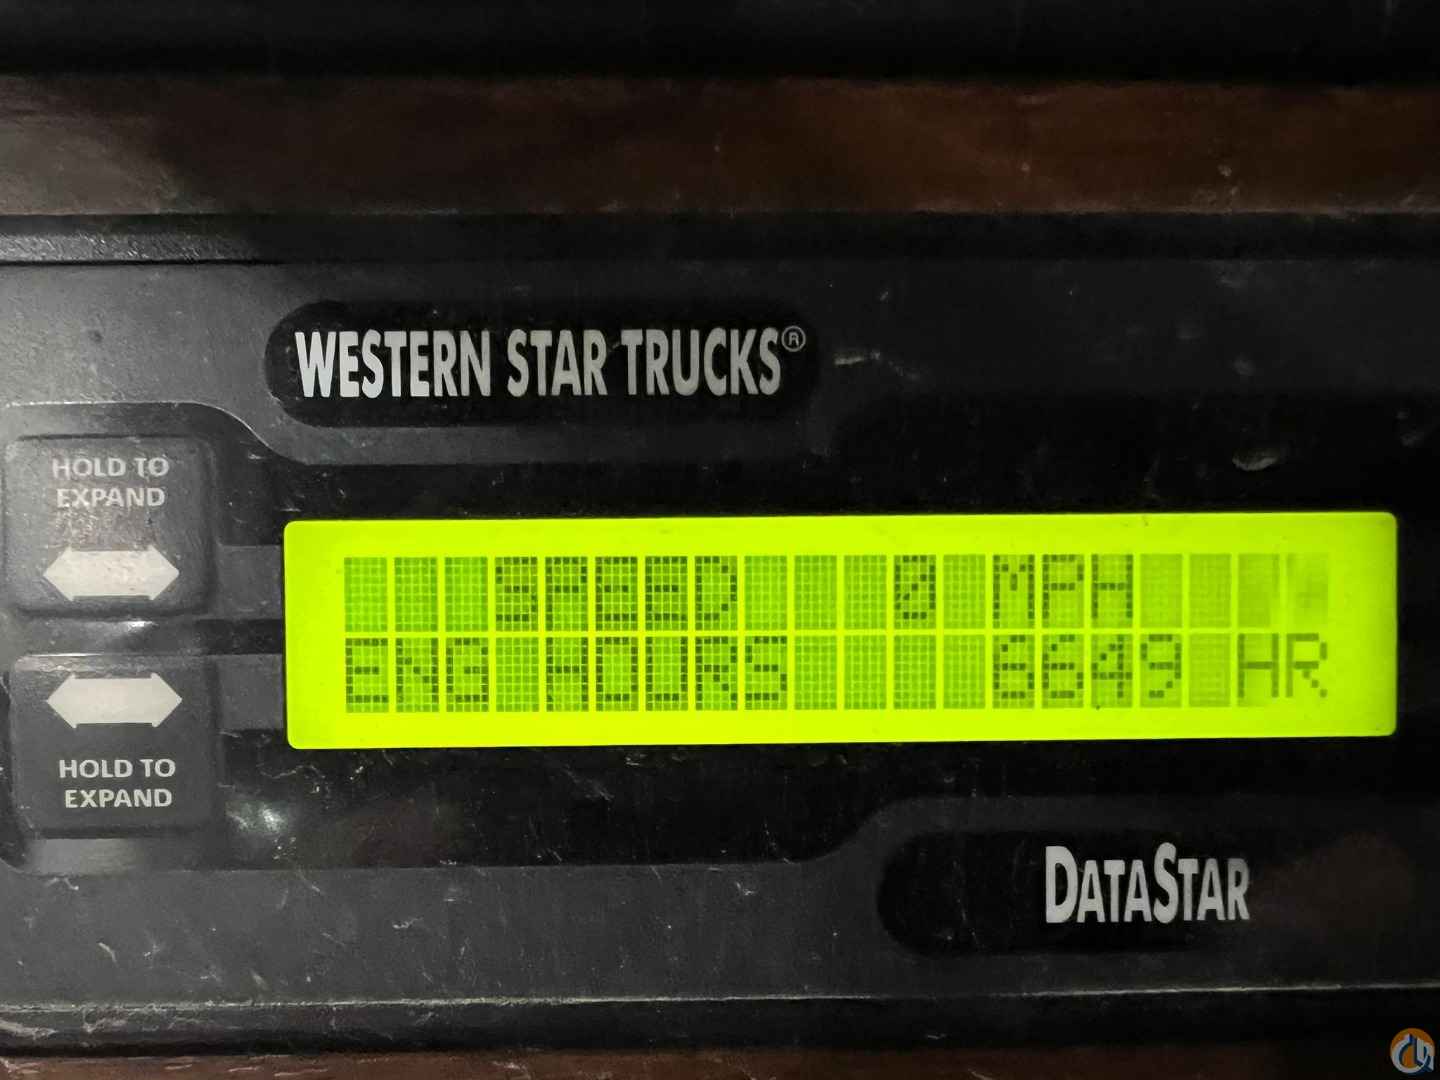 WESTERN STAR TRUCKS®
HOLD TO
EXPAND
SPEED 0 MPH
ENG HOURS 6649 HR
HOLD TO
EXPAND
DATASTAR